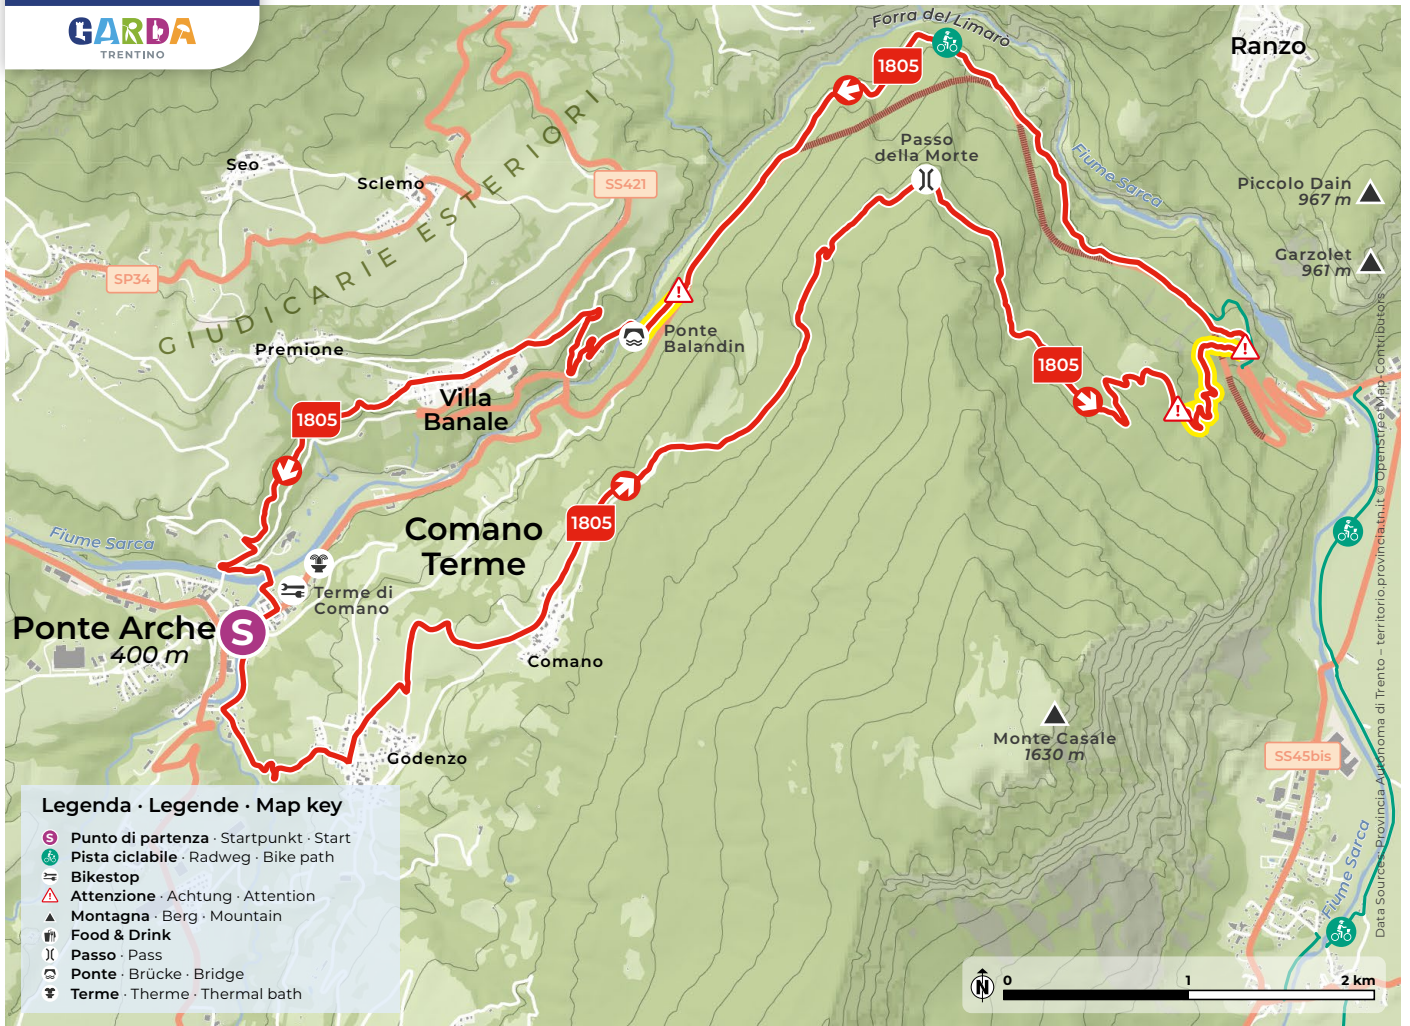 GARDA
TRENTINO
Forra del Limarò
1805
Ranzo
Passo
della Morte
Fiume Sarca
Seo
Sclemo
SS421
Piccolo Dain
967 m
Garzolet
961 m
SP34
GIUDICARIE ESTERIORI
Premione
Ponte
Balandin
1805
Villa
Banale
1805
Comano
Terme
1805
Fiume Sarca
Terme di
Comano
Ponte Arche
400 m
S
Comano
Godenzo
Monte Casale
1630 m
SS45bis
Fiume Sarca
Data Sources: Provincia Autonoma di Trento – territorio.provincia.tn.it © OpenStreetMap-Contributors
Legenda · Legende · Map key
S Punto di partenza · Startpunkt · Start
Pista ciclabile · Radweg · Bike path
Bikestop
Attenzione · Achtung · Attention
Montagna · Berg · Mountain
Food & Drink
Passo · Pass
Ponte · Brücke · Bridge
Terme · Therme · Thermal bath
N
0 1 2 km